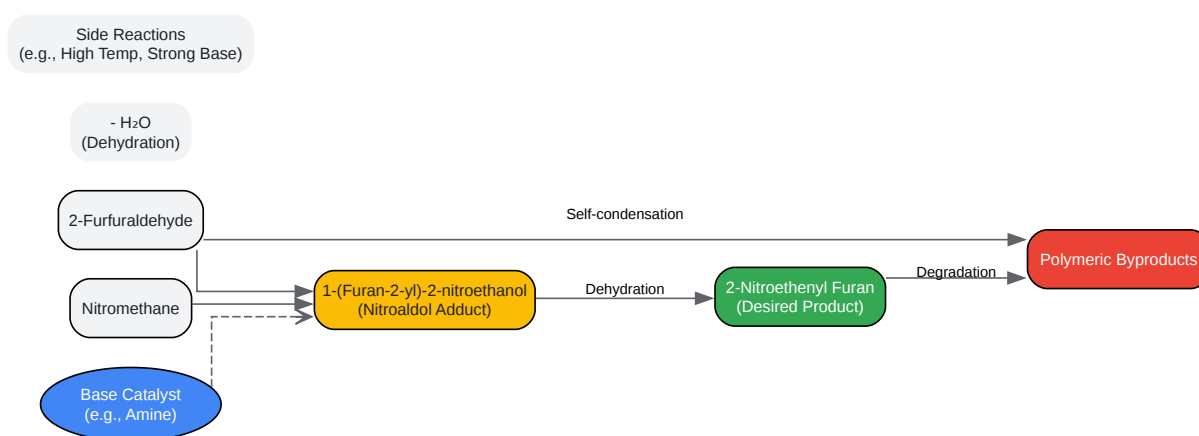 Side Reactions
(e.g., High Temp, Strong Base)
- H₂O
(Dehydration)
2-Furfuraldehyde
Self-condensation
Polymeric Byproducts
Nitromethane
1-(Furan-2-yl)-2-nitroethanol
(Nitroaldol Adduct)
Dehydration
2-Nitroethenyl Furan
(Desired Product)
Degradation
Base Catalyst
(e.g., Amine)